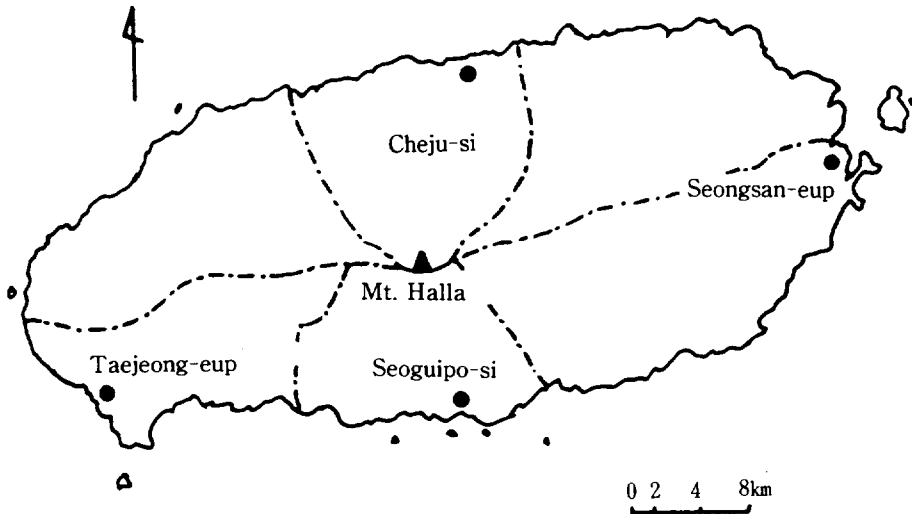 Cheju-si
Seongsan-eup
Mt. Halla
Taejeong-eup
Seoguipo-si
0 2 4 8km